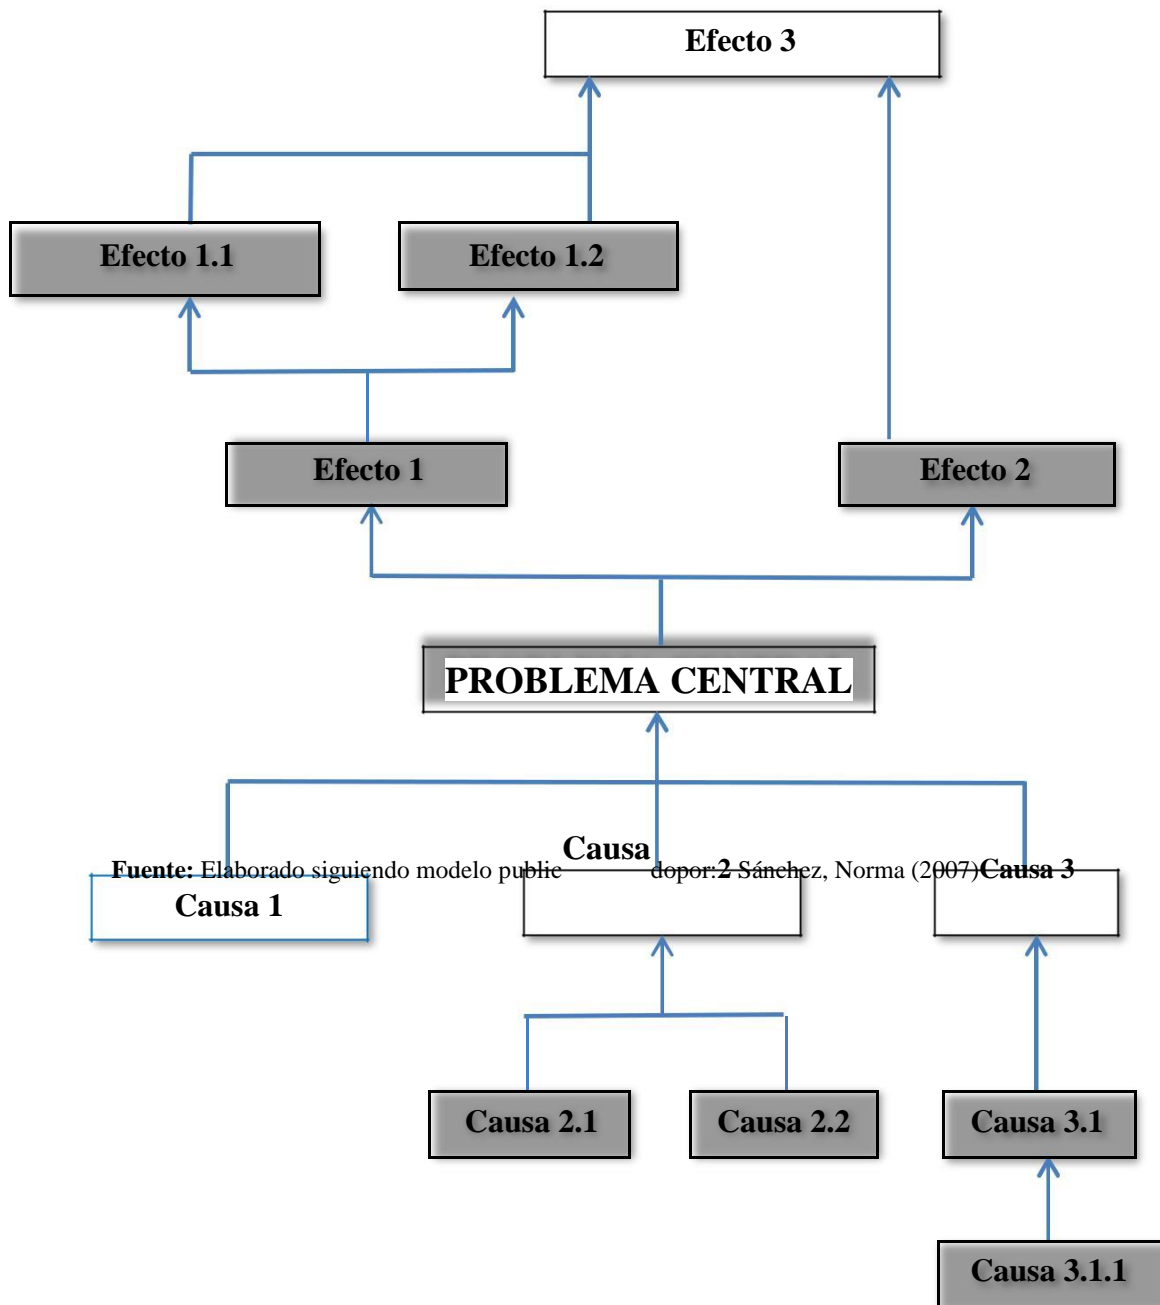 Efecto 3
Efecto 1.1
Efecto 1.2
Efecto 1
Efecto 2
PROBLEMA CENTRAL
Causa
Fuente: Elaborado siguiendo modelo public dopor:2 Sánchez, Norma (2007)Causa 3
Causa 1
Causa 2.1
Causa 2.2
Causa 3.1
Causa 3.1.1